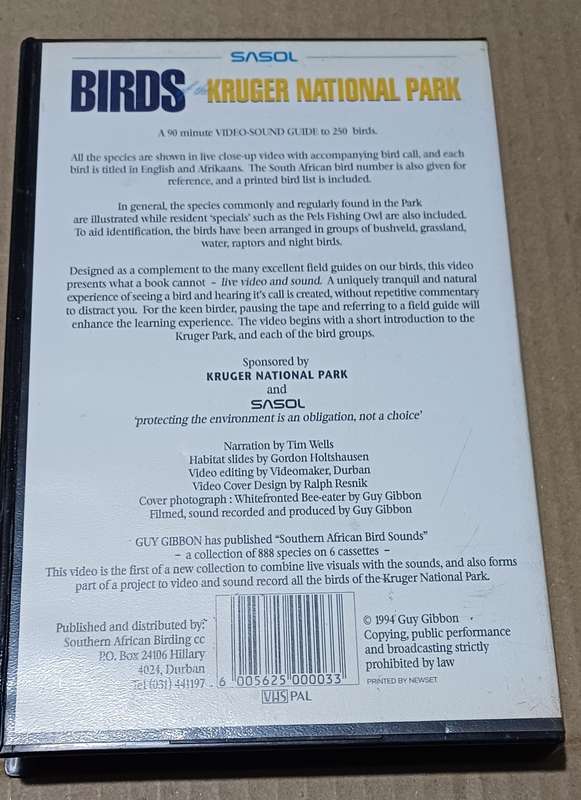 SASOL
BIRDS of the KRUGER NATIONAL PARK
A 90 minute VIDEO-SOUND GUIDE to 250 birds.
All the species are shown in live close-up video with accompanying bird call, and each
bird is titled in English and Afrikaans. The South African bird number is also given for
reference, and a printed bird list is included.
In general, the species commonly and regularly found in the Park
are illustrated while resident 'specials' such as the Pels Fishing Owl are also included.
To aid identification, the birds have been arranged in groups of bushveld, grassland,
water, raptors and night birds.
Designed as a complement to the many excellent field guides on our birds, this video
presents what a book cannot – live video and sound. A uniquely tranquil and natural
experience of seeing a bird and hearing it's call is created, without repetitive commentary
to distract you. For the keen birder, pausing the tape and referring to a field guide will
enhance the learning experience. The video begins with a short introduction to the
Kruger Park, and each of the bird groups.
Sponsored by
KRUGER NATIONAL PARK
and
SASOL
'protecting the environment is an obligation, not a choice'
Narration by Tim Wells
Habitat slides by Gordon Holtshausen
Video editing by Videomaker, Durban
Video Cover Design by Ralph Resnik
Cover photograph : Whitefronted Bee-eater by Guy Gibbon
Filmed, sound recorded and produced by Guy Gibbon
GUY GIBBON has published "Southern African Bird Sounds"
– a collection of 888 species on 6 cassettes –
This video is the first of a new collection to combine live visuals with the sounds, and also forms
part of a project to video and sound record all the birds of the Kruger National Park.
Published and distributed by:
Southern African Birding cc
P.O. Box 24106 Hillary
4024, Durban
Tel (031) 441197
6 005625 000033
VHS PAL
© 1994 Guy Gibbon
Copying, public performance
and broadcasting strictly
prohibited by law
PRINTED BY NEWSET.